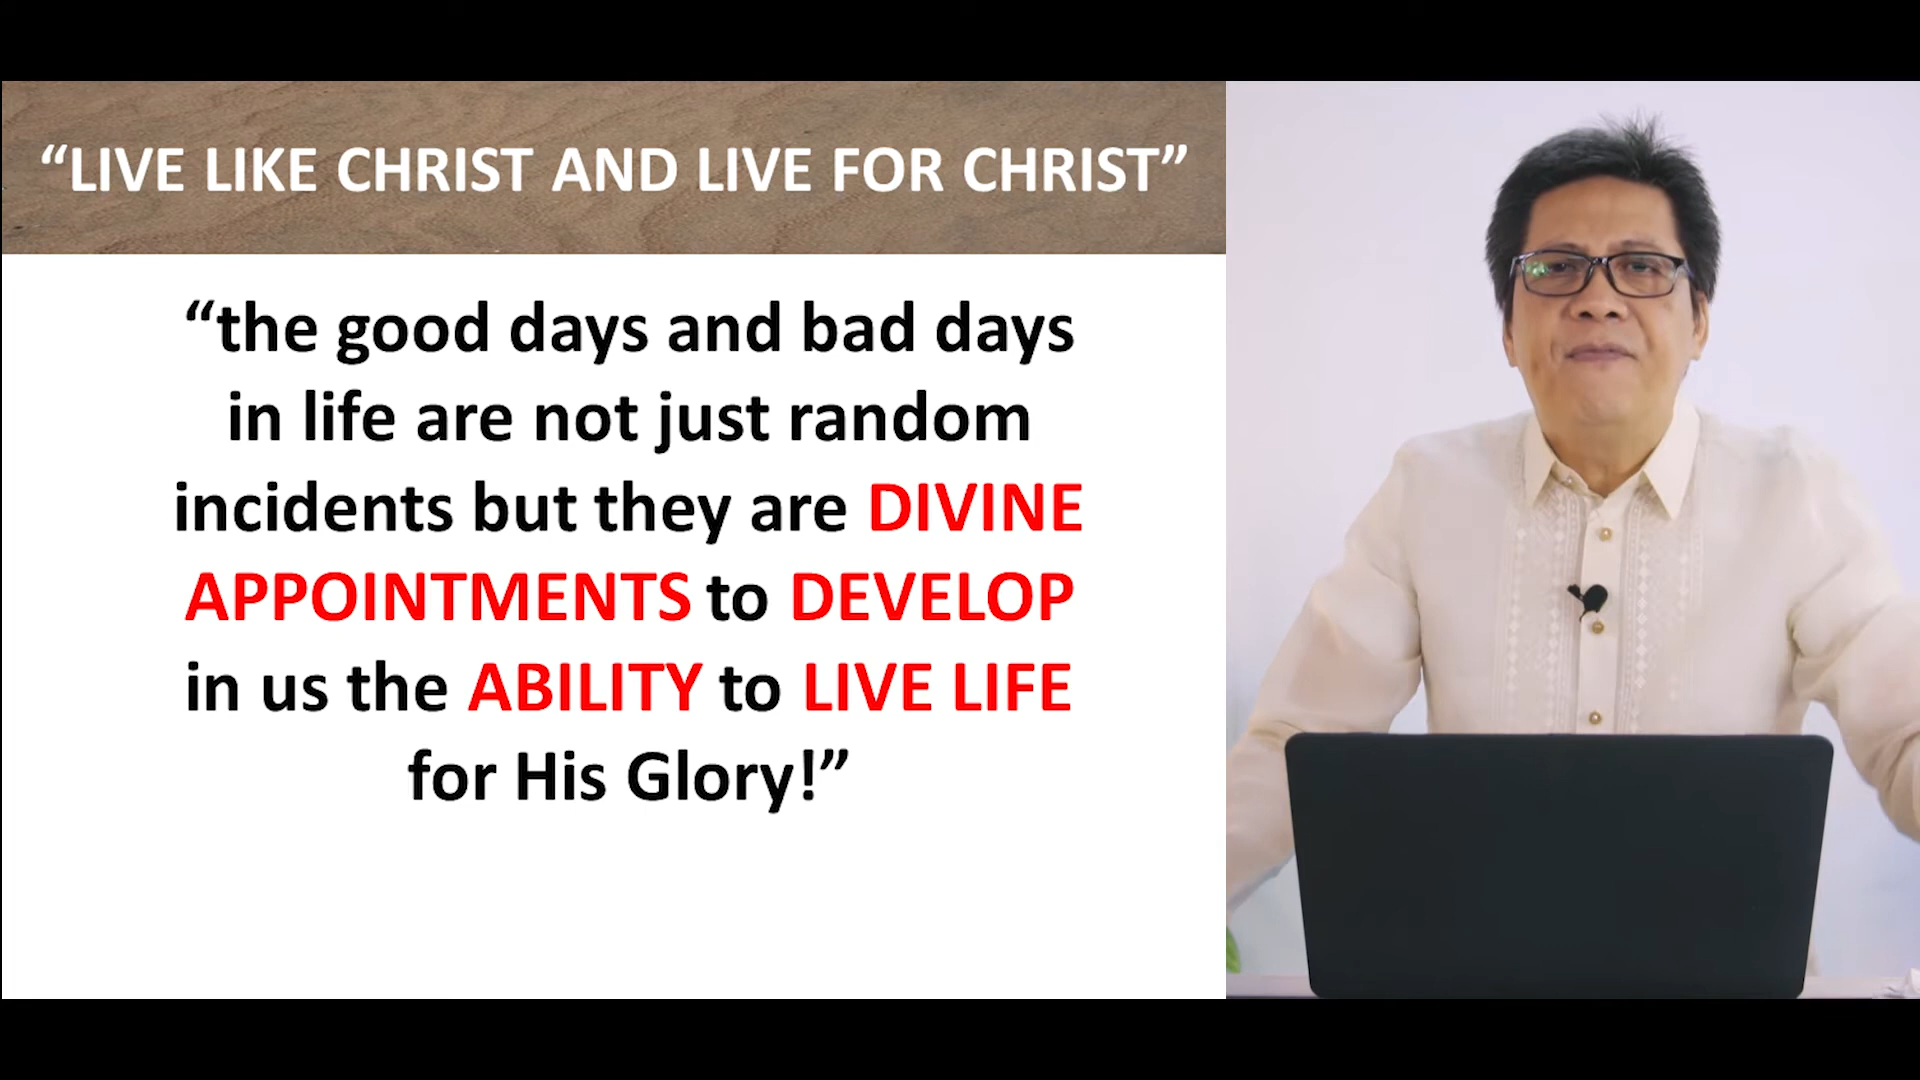 “LIVE LIKE CHRIST AND LIVE FOR CHRIST”
“the good days and bad days
in life are not just random
incidents but they are DIVINE
APPOINTMENTS to DEVELOP
in us the ABILITY to LIVE LIFE
for His Glory!”